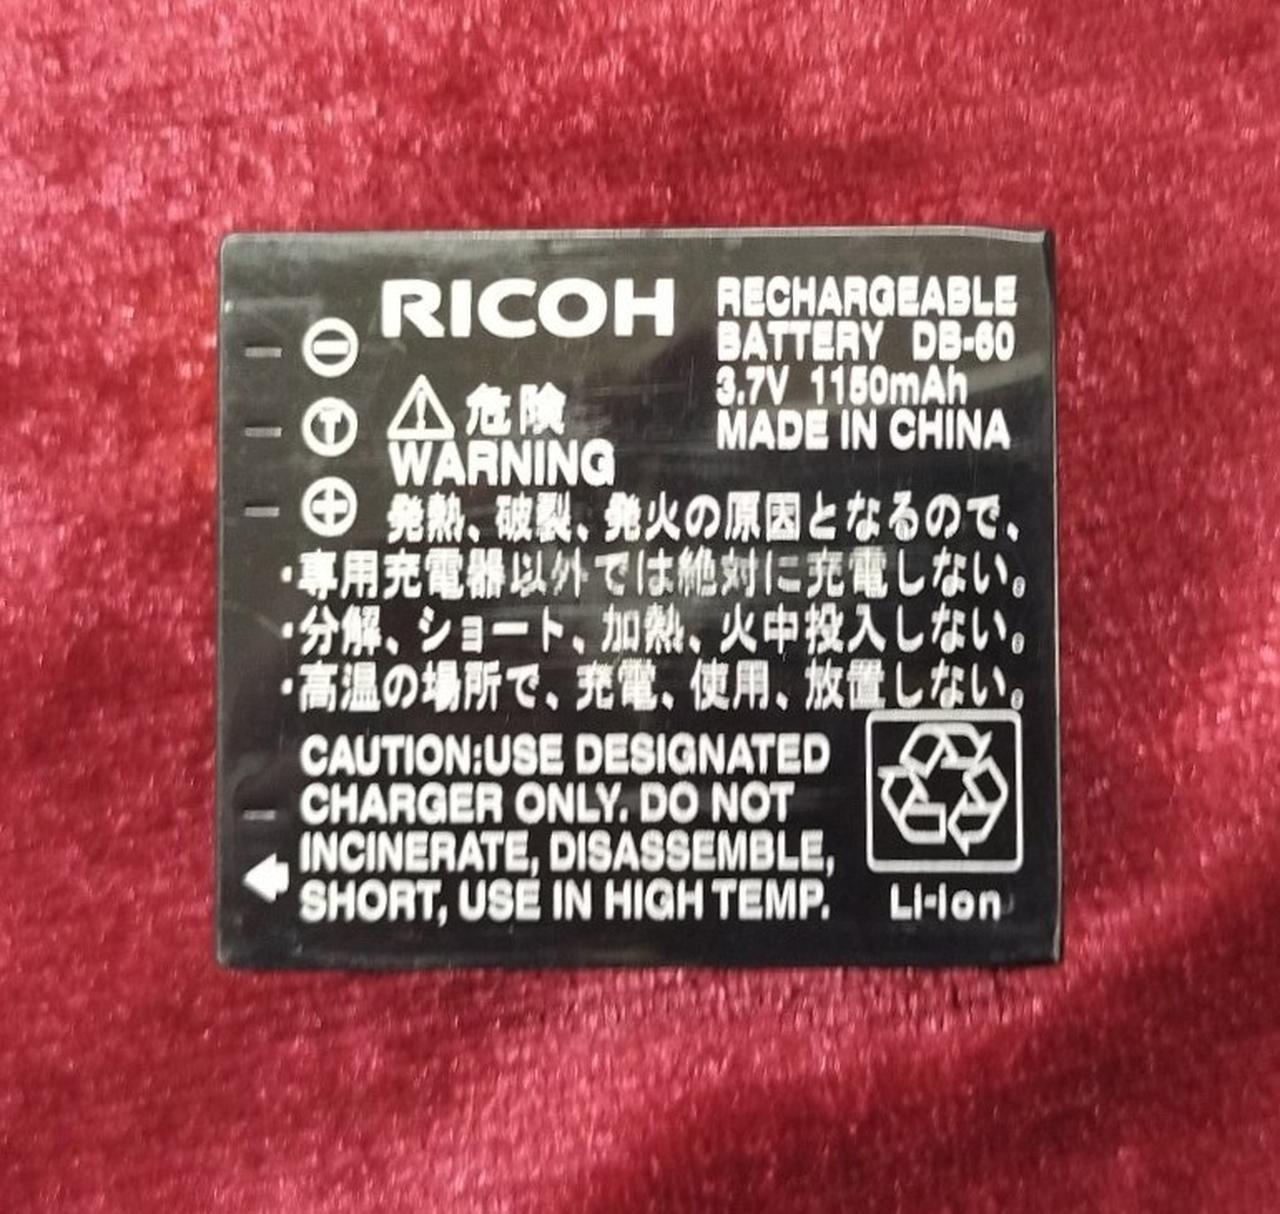 RICOH
RECHARGEABLE
BATTERY DB-60
3.7V 1150mAh
MADE IN CHINA
T
危険
WARNING
発熱、破裂、発火の原因となるので、
・専用充電器以外では絶対に充電しない。
・分解、ショート、加熱、火中投入しない。
・高温の場所で、充電、使用、放置しない。
CAUTION:USE DESIGNATED
CHARGER ONLY. DO NOT
INCINERATE, DISASSEMBLE,
SHORT, USE IN HIGH TEMP.
Li-ion